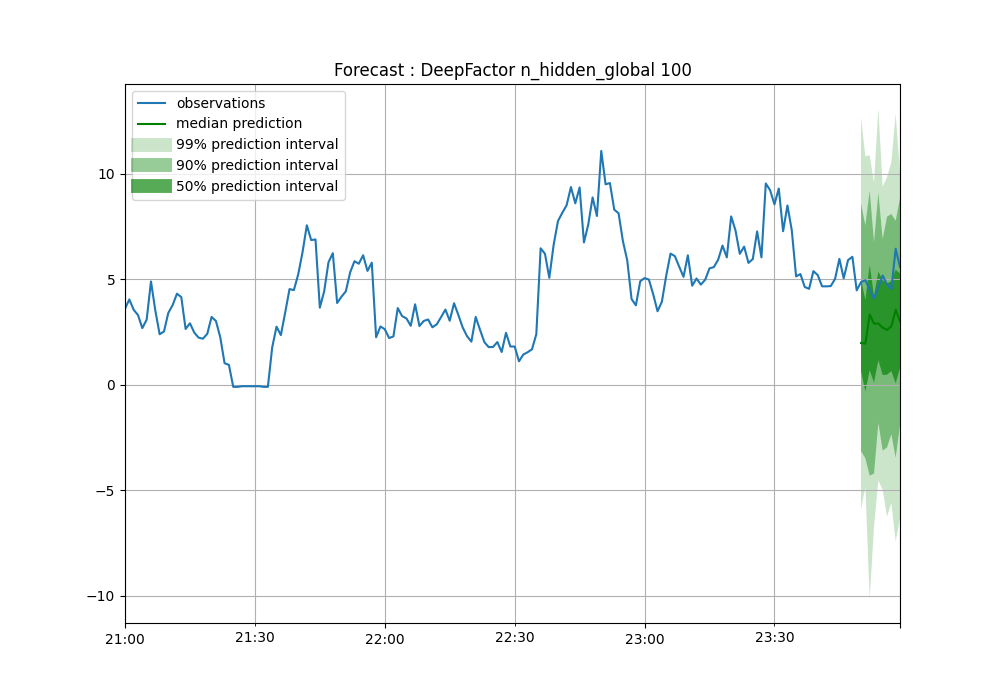 Forecast : DeepFactor n_hidden_global 100
observations
median prediction
99% prediction interval
90% prediction interval
50% prediction interval
10
5
0
−5
−10
21:00 21:30 22:00 22:30 23:00 23:30